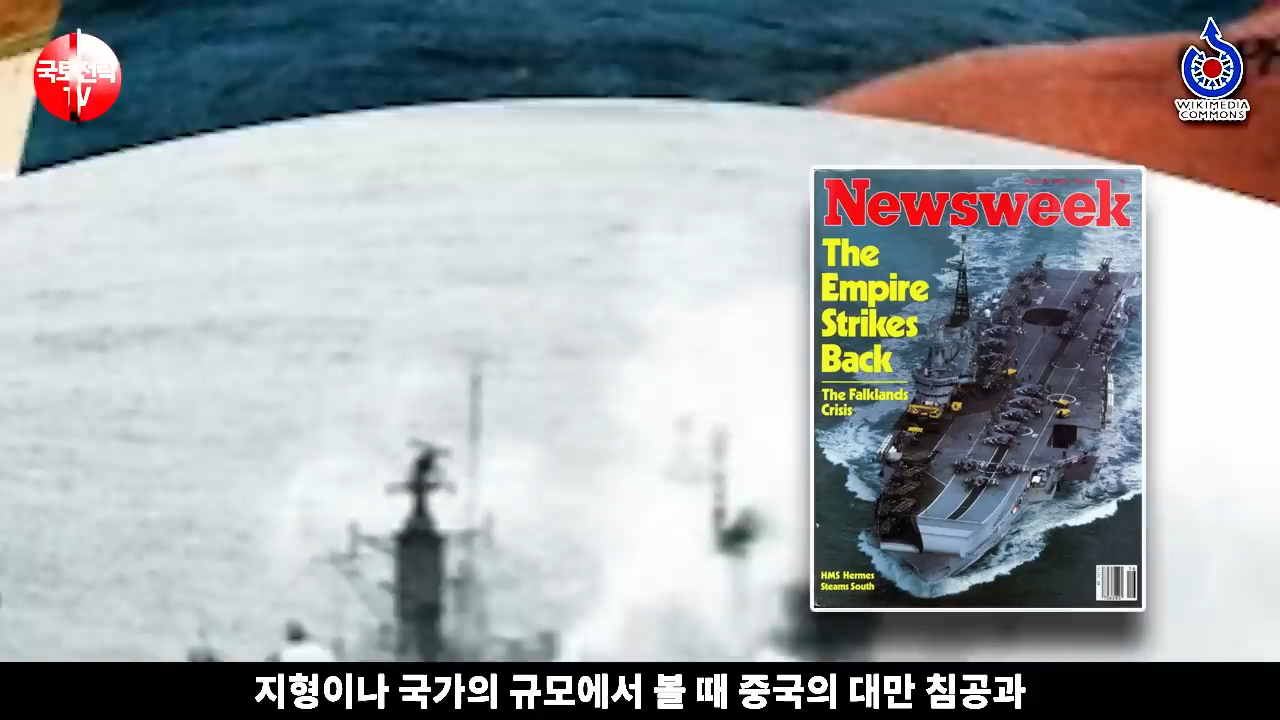 국토전략
TV
WIKIMEDIA
COMMONS
Newsweek
The
Empire
Strikes
Back
The Falklands
Crisis
HMS Hermes
Steams South
지형이나 국가의 규모에서 볼 때 중국의 대만 침공과